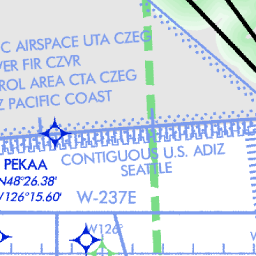 C AIRSPACE UTA CZEG
VER FIR CZVR
ROL AREA CTA CZEG
Z PACIFIC COAST
PEKAA
N48°26.38'
W126°15.60'
CONTIGUOUS U.S. ADIZ
SEATTLE
W-237E
W126°